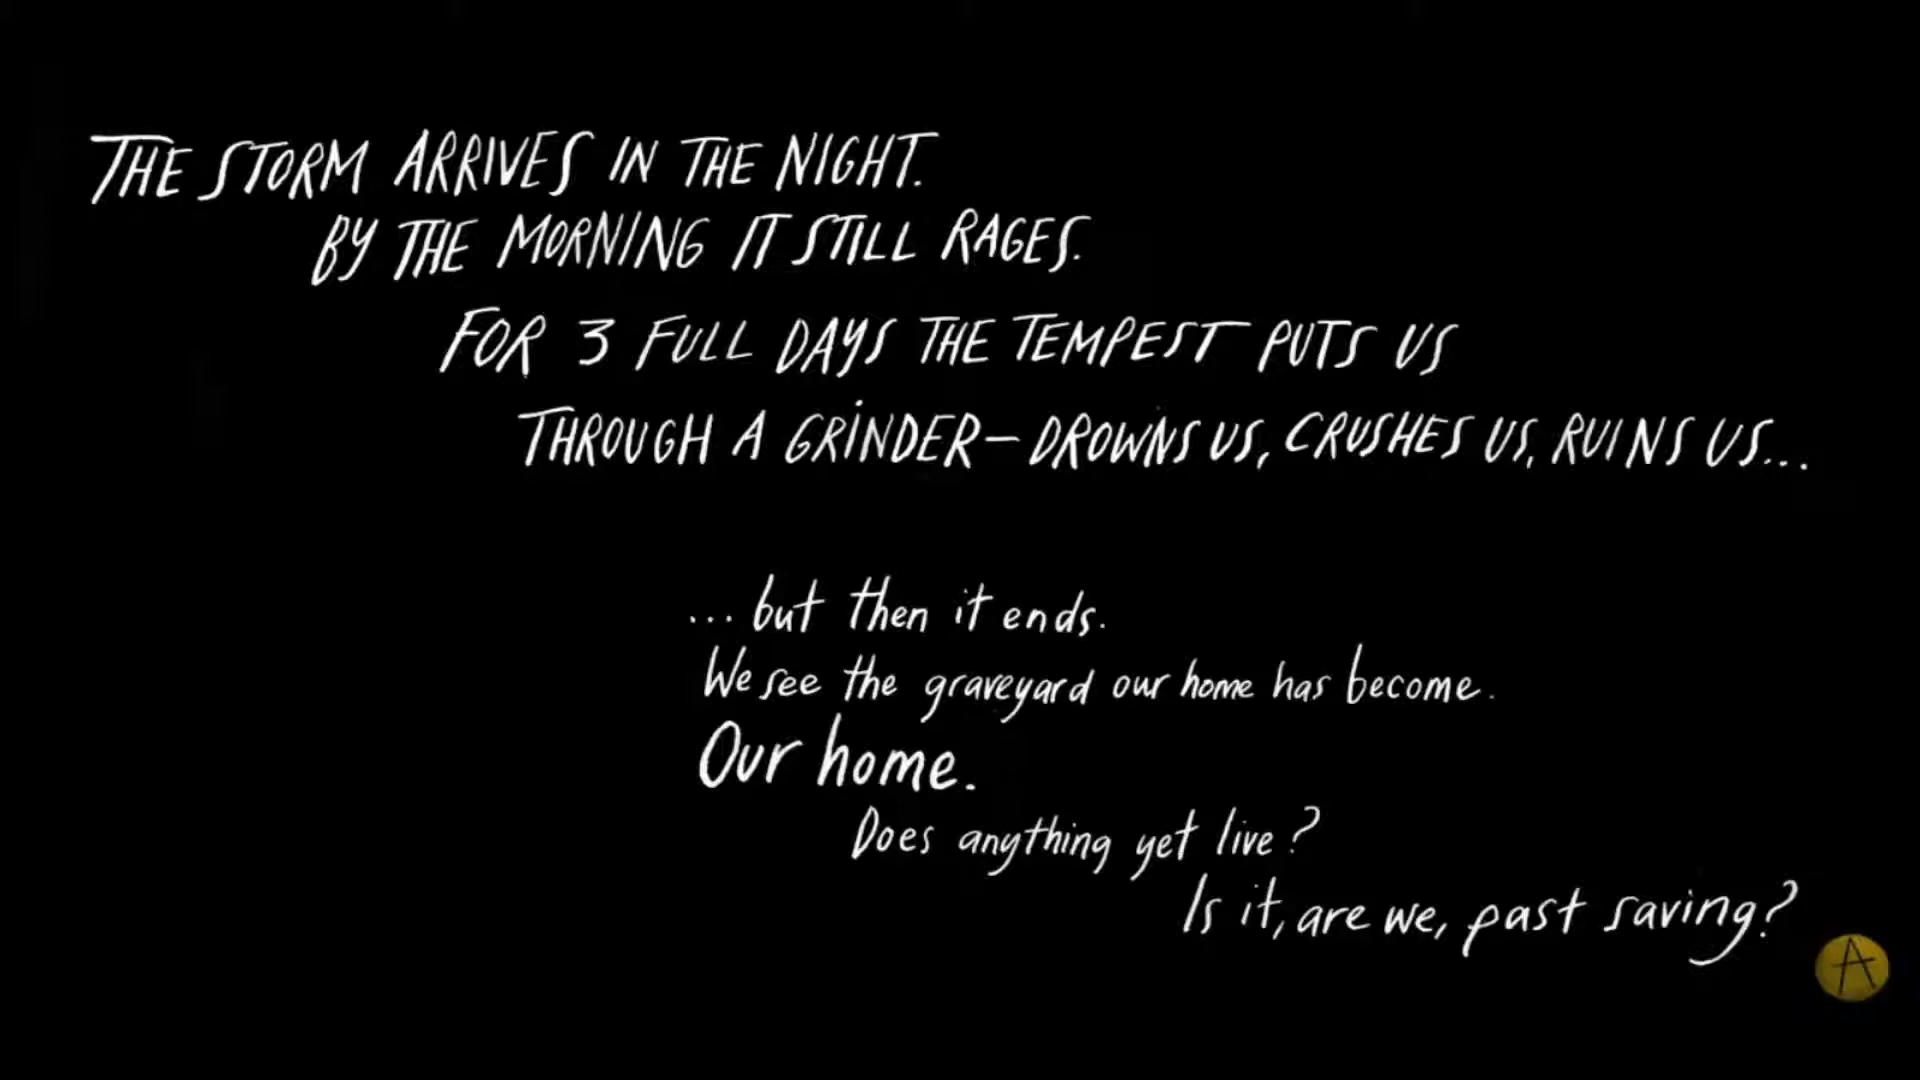 THE STORM ARRIVES IN THE NIGHT.
BY THE MORNING IT STILL RAGES.
FOR 3 FULL DAYS THE TEMPEST PUTS US
THROUGH A GRINDER—DROWNS US, CRUSHES US, RUINS US...
... but then it ends.
We see the graveyard our home has become.
Our home.
Does anything yet live?
Is it, are we, past saving?
A